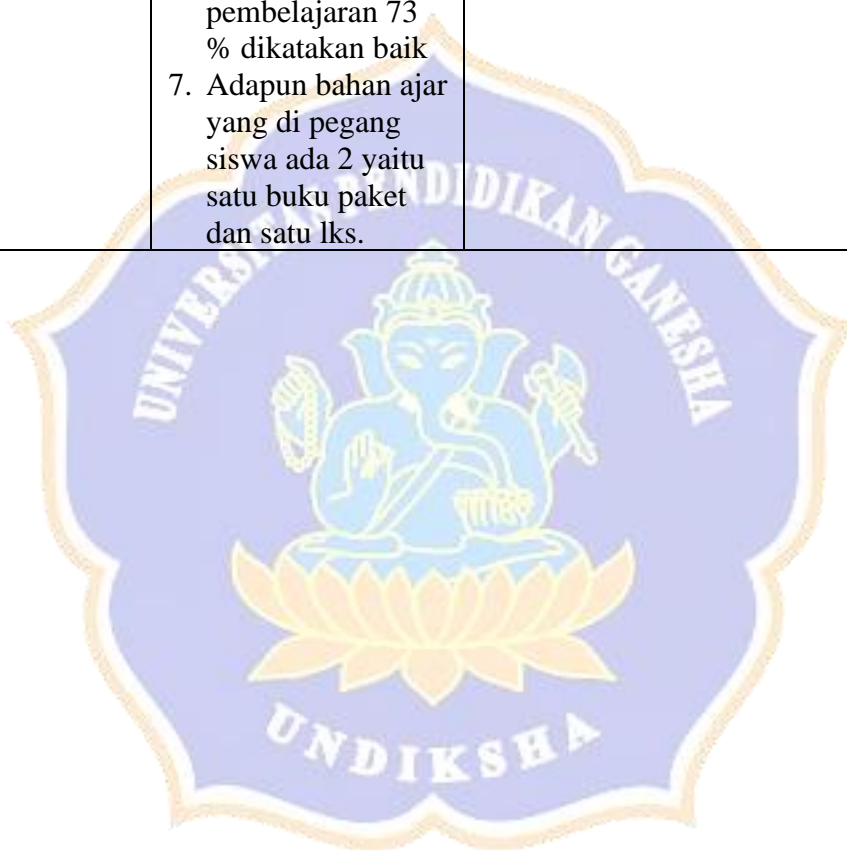 pembelajaran 73
% dikatakan baik
7. Adapun bahan ajar
yang di pegang
siswa ada 2 yaitu
satu buku paket
dan satu lks.
UNIVERSITAS PENDIDIKAN GANESHA
UNDIKSHA